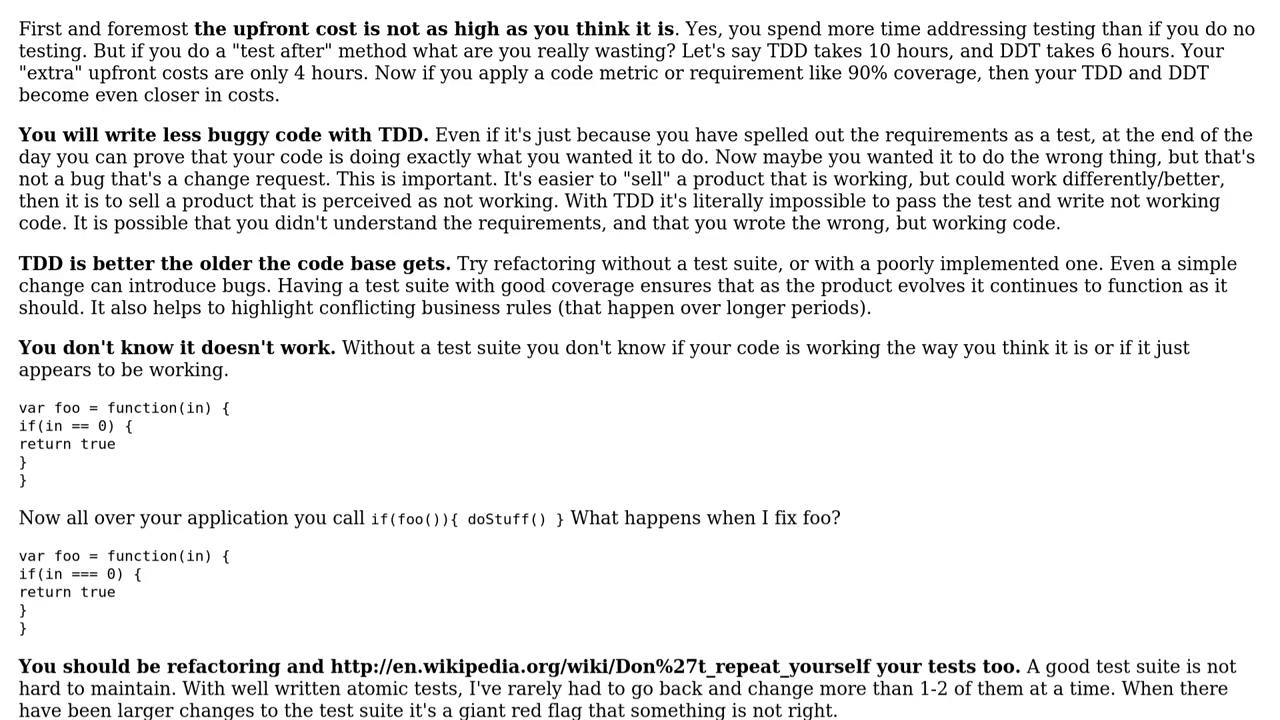 First and foremost the upfront cost is not as high as you think it is. Yes, you spend more time addressing testing than if you do no
testing. But if you do a "test after" method what are you really wasting? Let's say TDD takes 10 hours, and DDT takes 6 hours. Your
"extra" upfront costs are only 4 hours. Now if you apply a code metric or requirement like 90% coverage, then your TDD and DDT
become even closer in costs.
You will write less buggy code with TDD. Even if it's just because you have spelled out the requirements as a test, at the end of the
day you can prove that your code is doing exactly what you wanted it to do. Now maybe you wanted it to do the wrong thing, but that's
not a bug that's a change request. This is important. It's easier to "sell" a product that is working, but could work differently/better,
then it is to sell a product that is perceived as not working. With TDD it's literally impossible to pass the test and write not working
code. It is possible that you didn't understand the requirements, and that you wrote the wrong, but working code.
TDD is better the older the code base gets. Try refactoring without a test suite, or with a poorly implemented one. Even a simple
change can introduce bugs. Having a test suite with good coverage ensures that as the product evolves it continues to function as it
should. It also helps to highlight conflicting business rules (that happen over longer periods).
You don't know it doesn't work. Without a test suite you don't know if your code is working the way you think it is or if it just
appears to be working.
var foo = function(in) {
if(in == 0) {
return true
}
}
Now all over your application you call if(foo()){ doStuff() } What happens when I fix foo?
var foo = function(in) {
if(in === 0) {
return true
}
}
You should be refactoring and http://en.wikipedia.org/wiki/Don%27t_repeat_yourself your tests too. A good test suite is not
hard to maintain. With well written atomic tests, I've rarely had to go back and change more than 1-2 of them at a time. When there
have been larger changes to the test suite it's a giant red flag that something is not right.